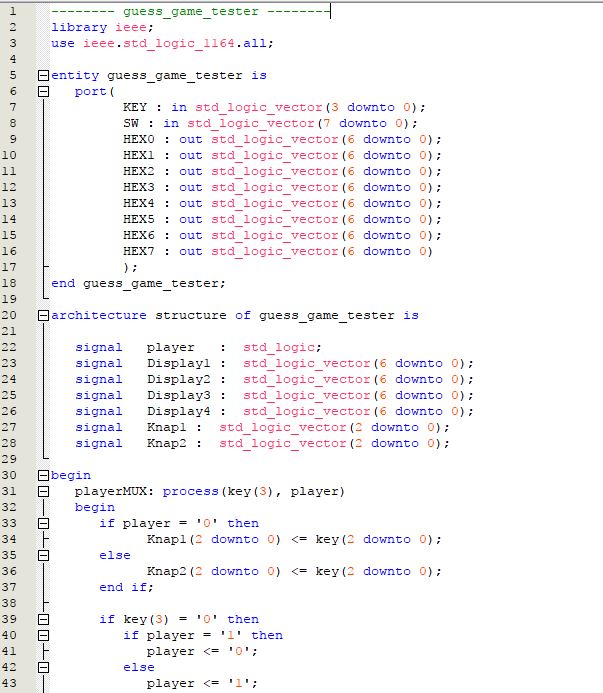 1 -------- guess_game_tester --------
2 library ieee;
3 use ieee.std_logic_1164.all;
4
5 entity guess_game_tester is
6 port(
7 KEY : in std_logic_vector(3 downto 0);
8 SW : in std_logic_vector(7 downto 0);
9 HEX0 : out std_logic_vector(6 downto 0);
10 HEX1 : out std_logic_vector(6 downto 0);
11 HEX2 : out std_logic_vector(6 downto 0);
12 HEX3 : out std_logic_vector(6 downto 0);
13 HEX4 : out std_logic_vector(6 downto 0);
14 HEX5 : out std_logic_vector(6 downto 0);
15 HEX6 : out std_logic_vector(6 downto 0);
16 HEX7 : out std_logic_vector(6 downto 0)
17 );
18 end guess_game_tester;
19
20 architecture structure of guess_game_tester is
21
22 signal player : std_logic;
23 signal Display1 : std_logic_vector(6 downto 0);
24 signal Display2 : std_logic_vector(6 downto 0);
25 signal Display3 : std_logic_vector(6 downto 0);
26 signal Display4 : std_logic_vector(6 downto 0);
27 signal Knap1 : std_logic_vector(2 downto 0);
28 signal Knap2 : std_logic_vector(2 downto 0);
29
30 begin
31 playerMUX: process(key(3), player)
32 begin
33 if player = '0' then
34 Knap1(2 downto 0) <= key(2 downto 0);
35 else
36 Knap2(2 downto 0) <= key(2 downto 0);
37 end if;
38
39 if key(3) = '0' then
40 if player = '1' then
41 player <= '0';
42 else
43 player <= '1';